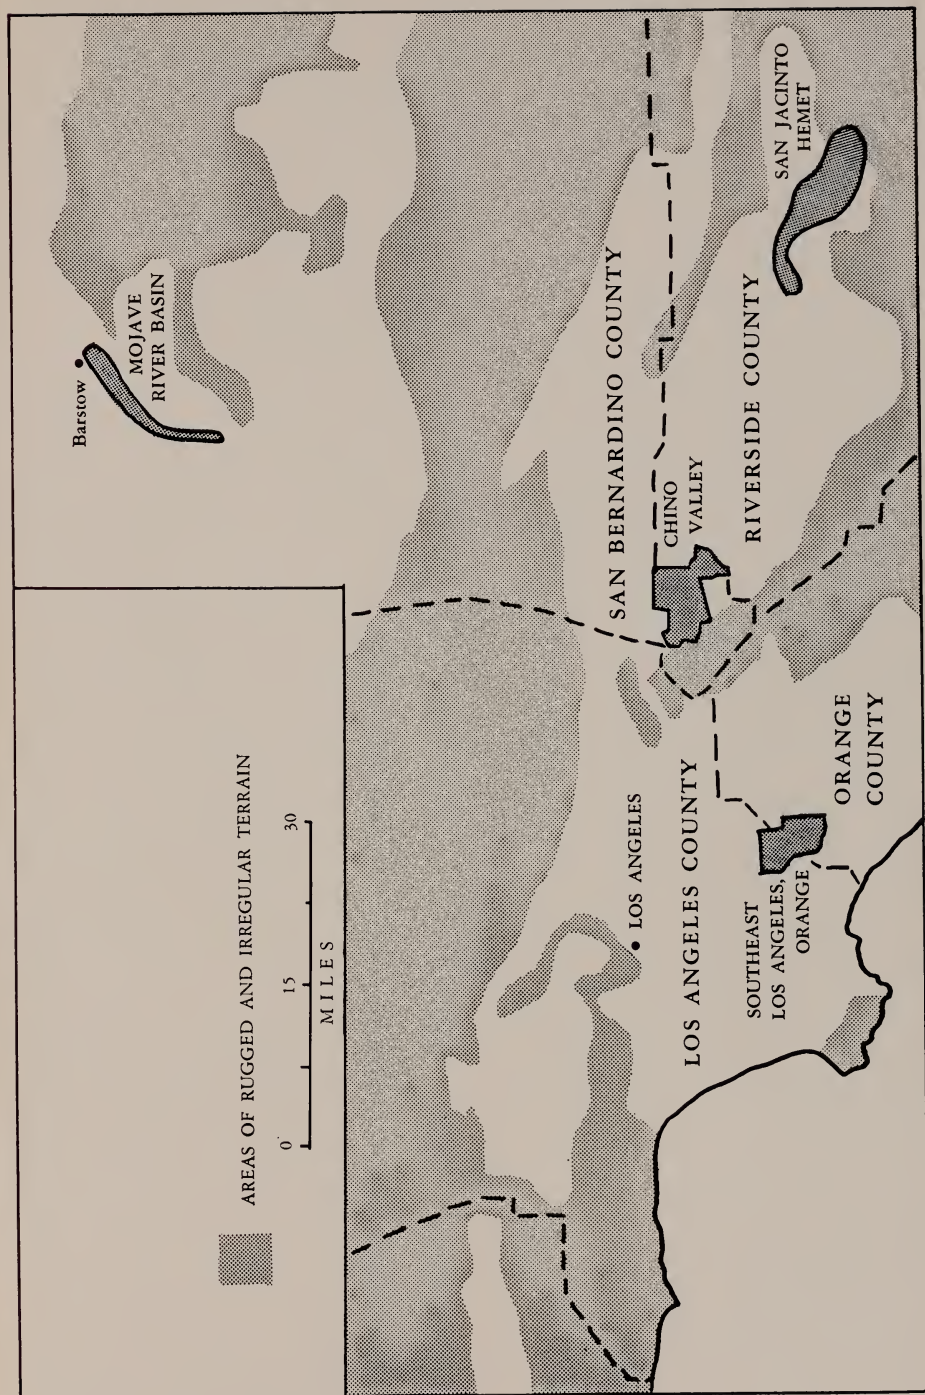 AREAS OF RUGGED AND IRREGULAR TERRAIN
0 15 30
MILES
Barstow
MOJAVE
RIVER BASIN
SAN BERNARDINO COUNTY
CHINO
VALLEY
RIVERSIDE COUNTY
SAN JACINTO
HEMET
LOS ANGELES
LOS ANGELES COUNTY
SOUTHEAST
LOS ANGELES,
ORANGE
ORANGE
COUNTY